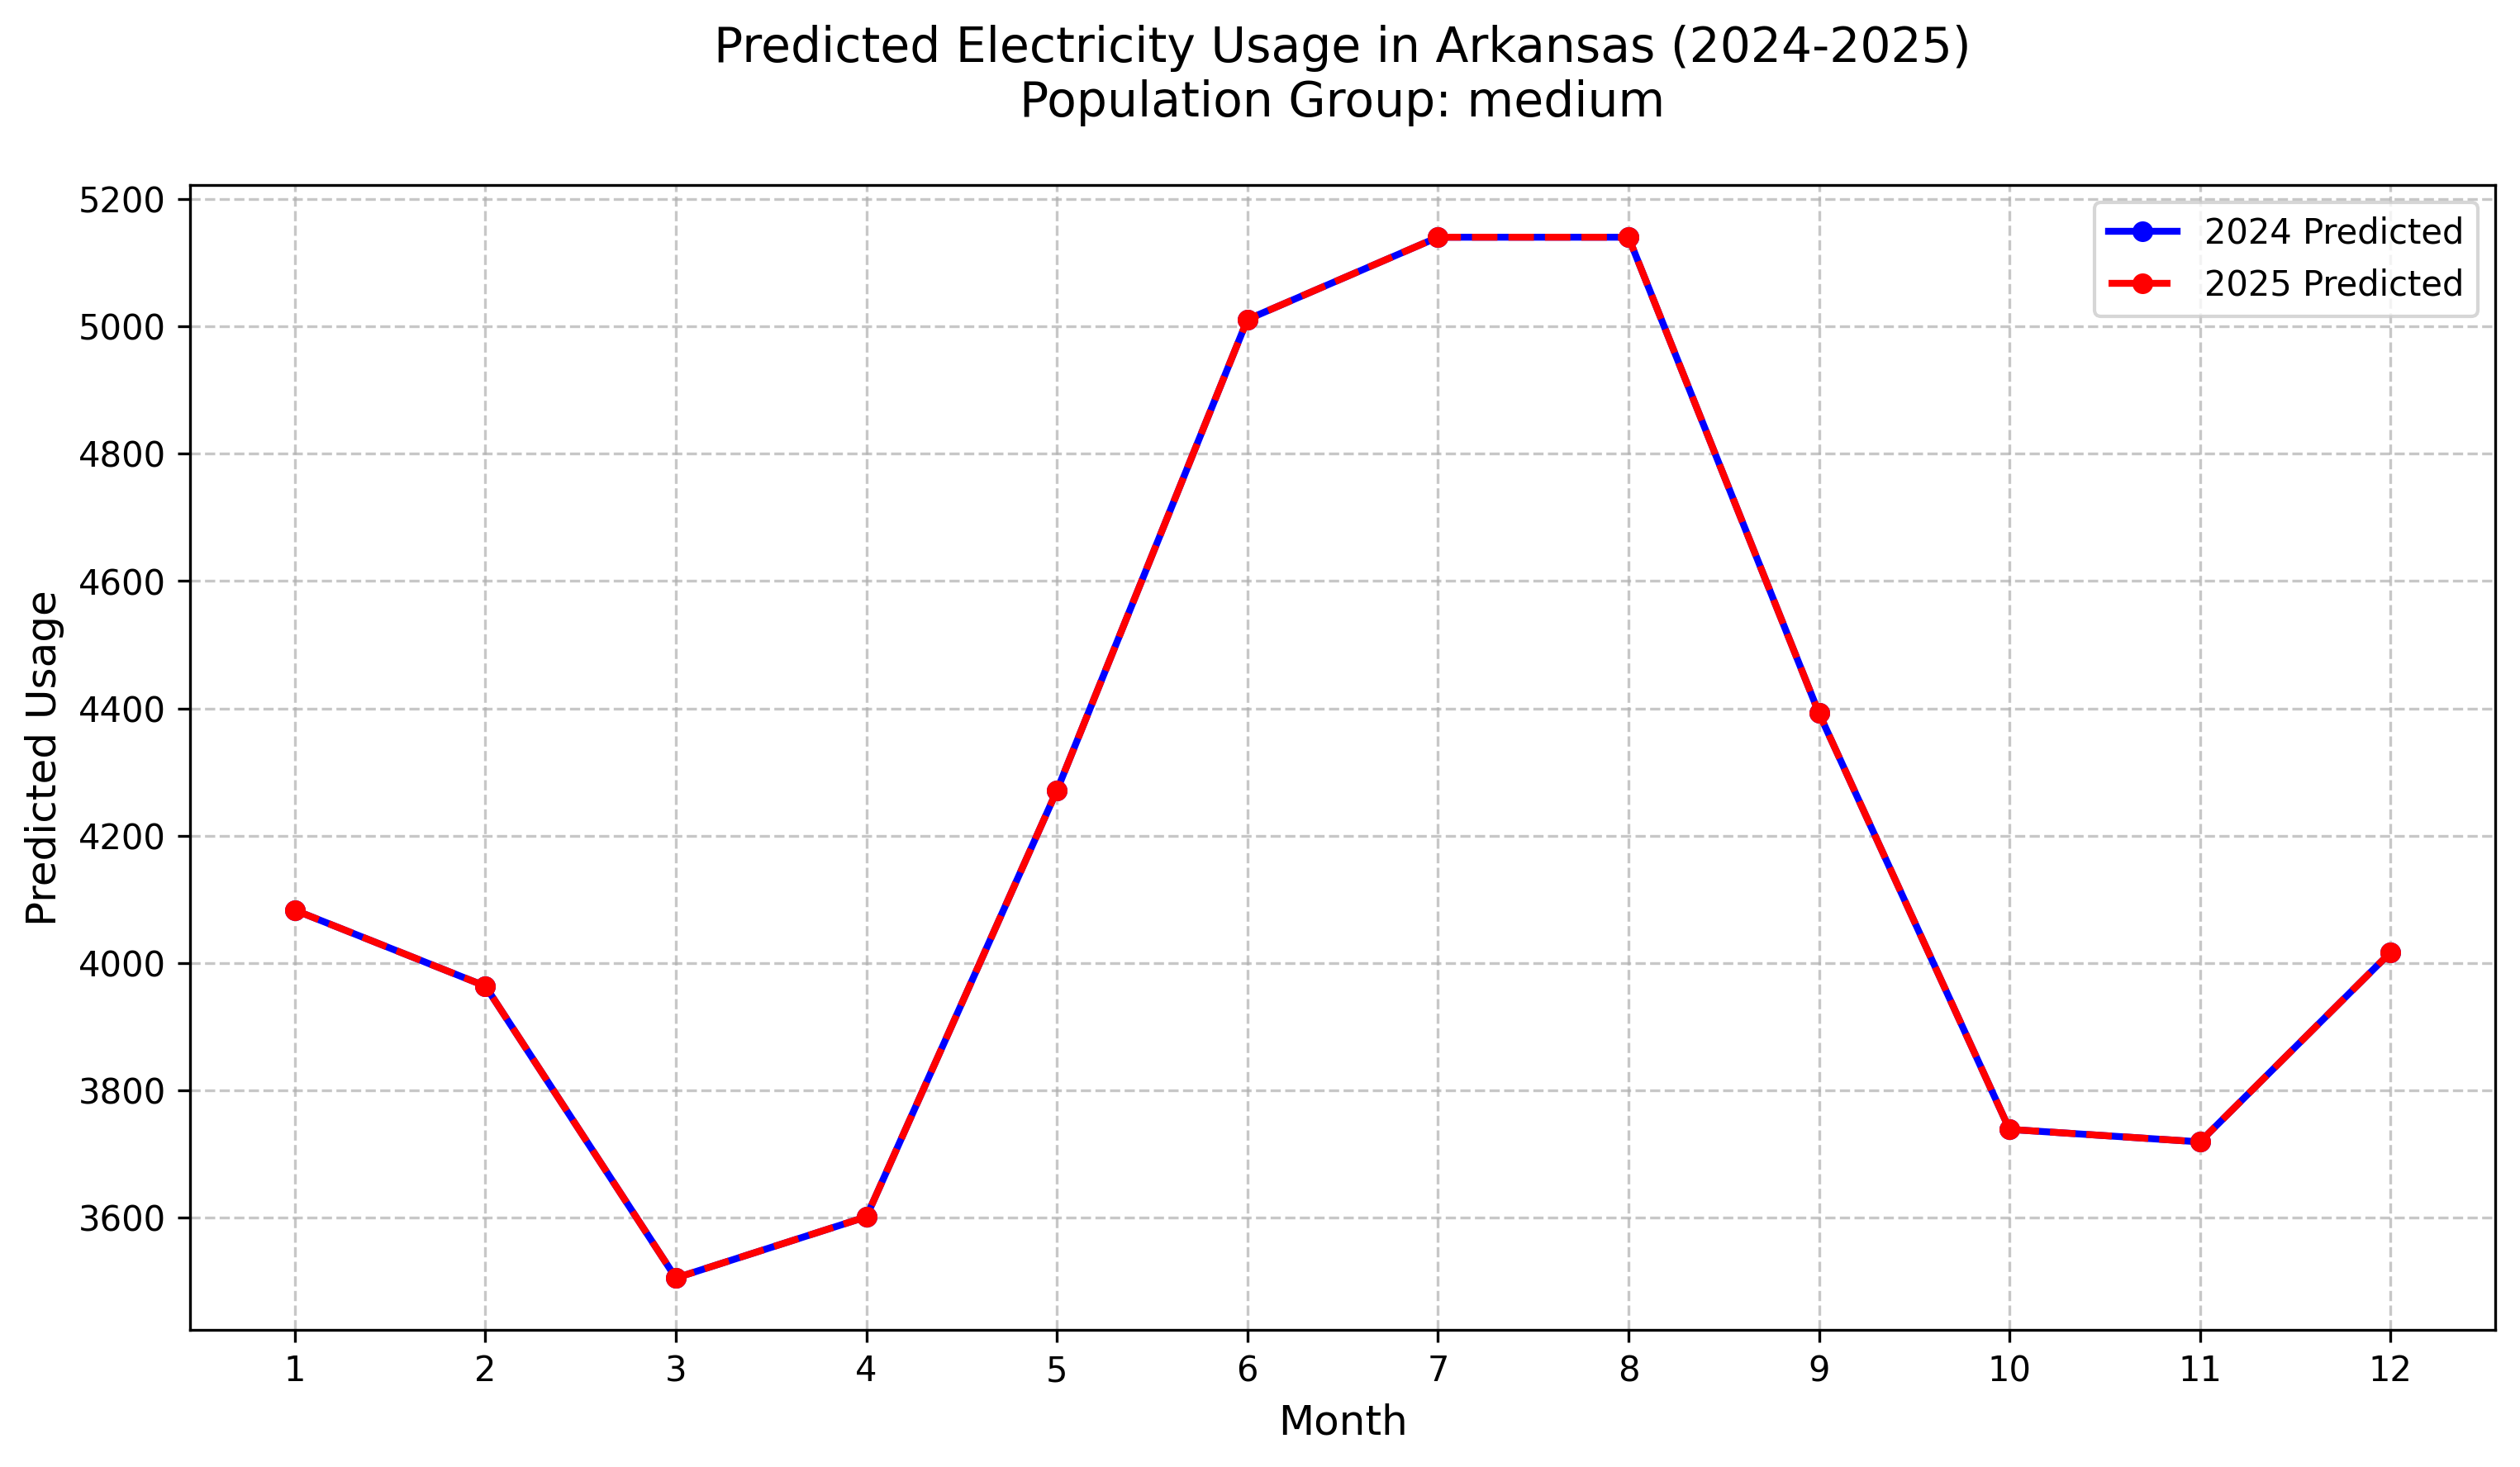 Predicted Electricity Usage in Arkansas (2024-2025)
Population Group: medium
5200
5000
4800
4600
4400
4200
4000
3800
3600
Predicted Usage
2024 Predicted
2025 Predicted
1 2 3 4 5 6 7 8 9 10 11 12
Month